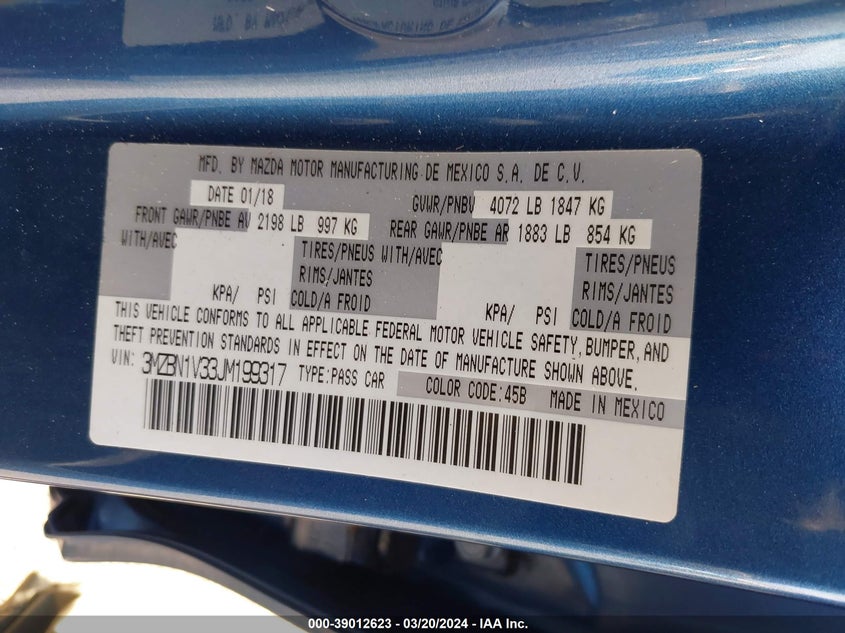 MFD. BY MAZDA MOTOR MANUFACTURING DE MEXICO S.A. DE C.V.
DATE 01/18 GVWR/PNBV 4072 LB 1847 KG
FRONT GAWR/PNBE AV 2198 LB 997 KG REAR GAWR/PNBE AR 1883 LB 854 KG
WITH/AVEC TIRES/PNEUS WITH/AVEC TIRES/PNEUS
RIMS/JANTES RIMS/JANTES
KPA/ PSI COLD/A FROID KPA/ PSI COLD/A FROID
THIS VEHICLE CONFORMS TO ALL APPLICABLE FEDERAL MOTOR VEHICLE SAFETY, BUMPER, AND
THEFT PREVENTION STANDARDS IN EFFECT ON THE DATE OF MANUFACTURE SHOWN ABOVE.
VIN: 3MZBN1V33JM199317 TYPE:PASS CAR COLOR CODE:45B MADE IN MEXICO
000-39012623 - 03/20/2024 - IAA Inc.